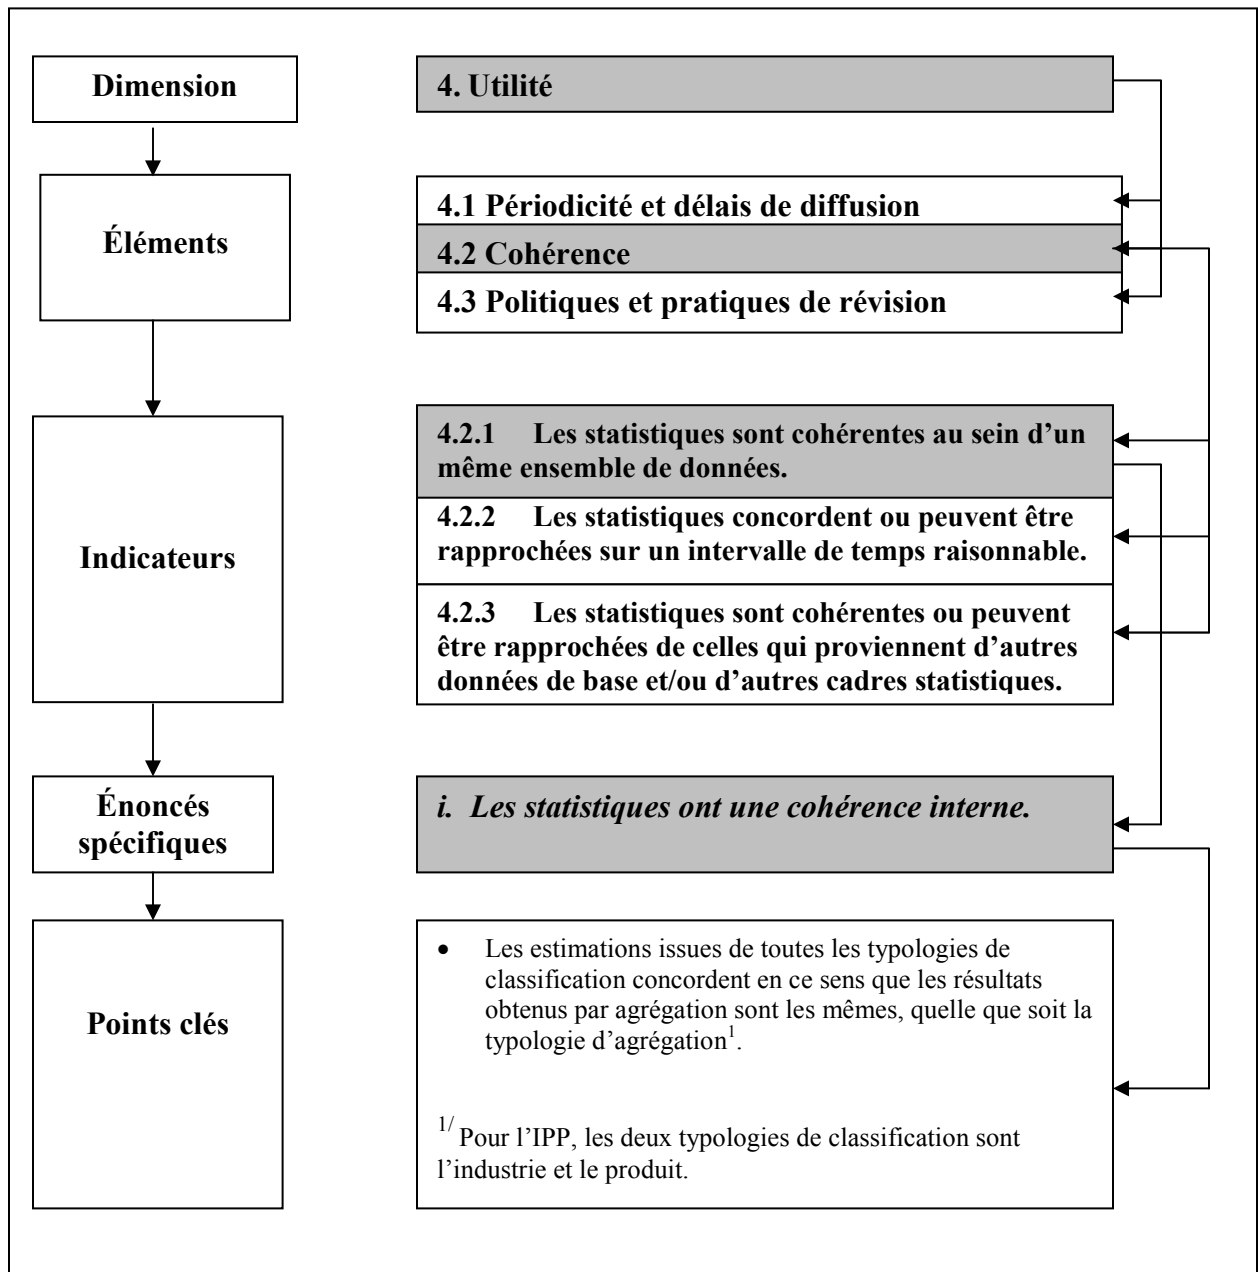 Dimension
4. Utilité
Éléments
4.1 Périodicité et délais de diffusion
4.2 Cohérence
4.3 Politiques et pratiques de révision
Indicateurs
4.2.1 Les statistiques sont cohérentes au sein d’un
même ensemble de données.
4.2.2 Les statistiques concordent ou peuvent être
rapprochées sur un intervalle de temps raisonnable.
4.2.3 Les statistiques sont cohérentes ou peuvent
être rapprochées de celles qui proviennent d’autres
données de base et/ou d’autres cadres statistiques.
Énoncés
spécifiques
i. Les statistiques ont une cohérence interne.
Points clés
• Les estimations issues de toutes les typologies de
classification concordent en ce sens que les résultats
obtenus par agrégation sont les mêmes, quelle que soit la
typologie d’agrégation1.
1/ Pour l’IPP, les deux typologies de classification sont
l’industrie et le produit.